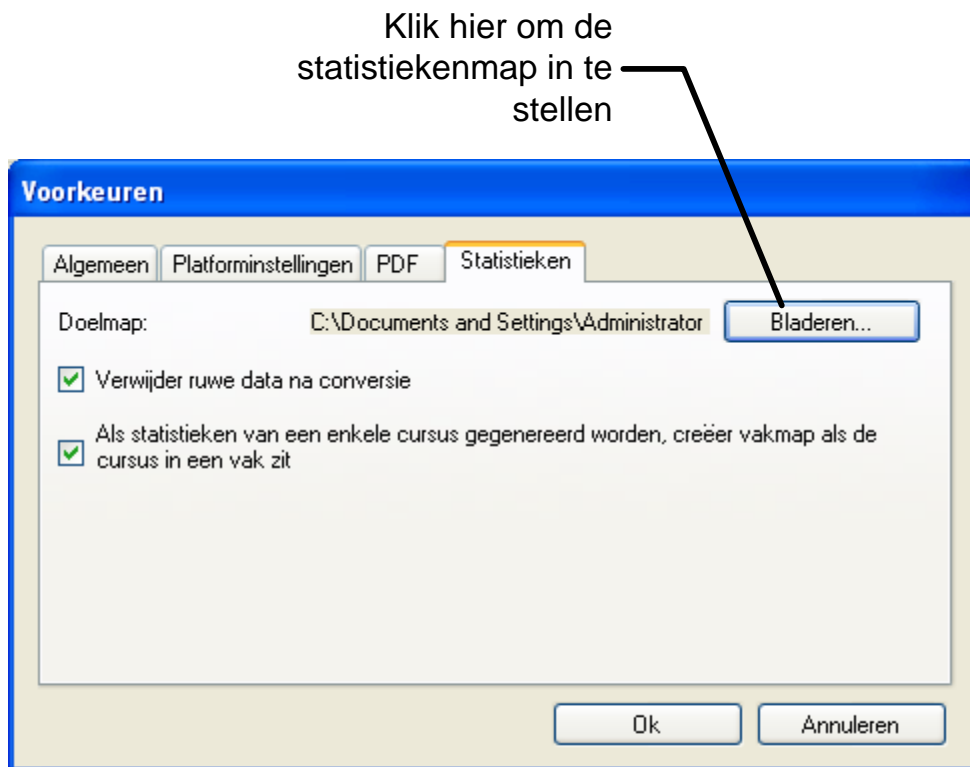 Klik hier om de
statistiekenmap in te
stellen
Voorkeuren
Algemeen Platforminstellingen PDF Statistieken
Doelmap: C:\Documents and Settings\Administrator Bladeren...
Verwijder ruwe data na conversie
Als statistieken van een enkele cursus gegenereerd worden, creëer vakmap als de
cursus in een vak zit
Ok Annuleren